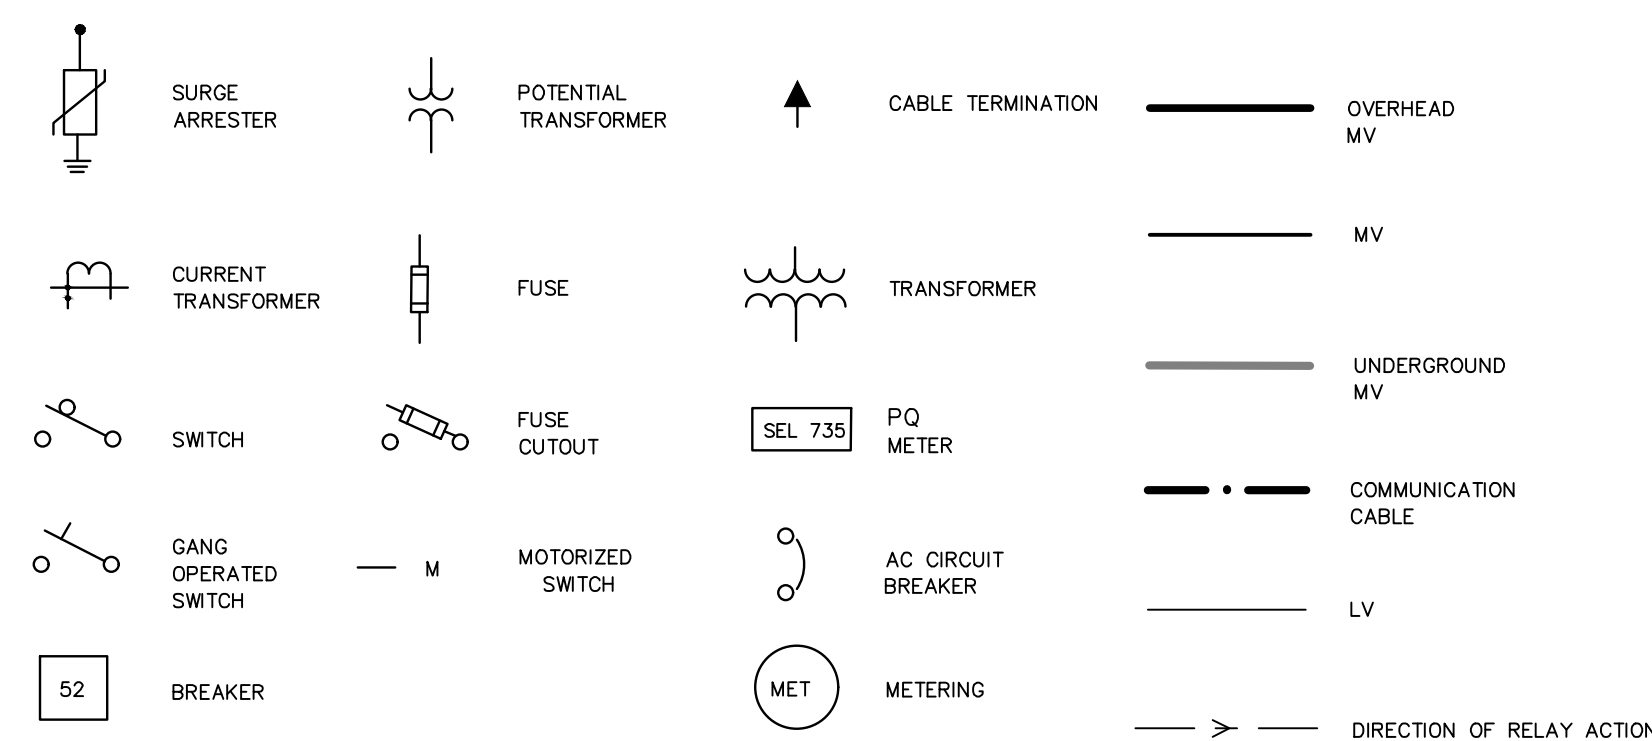 SURGE
ARRESTER
POTENTIAL
TRANSFORMER
CABLE TERMINATION
OVERHEAD
MV
MV
CURRENT
TRANSFORMER
FUSE
TRANSFORMER
UNDERGROUND
MV
SWITCH
FUSE
CUTOUT
SEL 735
PQ
METER
COMMUNICATION
CABLE
GANG
OPERATED
SWITCH
M
MOTORIZED
SWITCH
AC CIRCUIT
BREAKER
LV
52
BREAKER
MET
METERING
DIRECTION OF RELAY ACTION